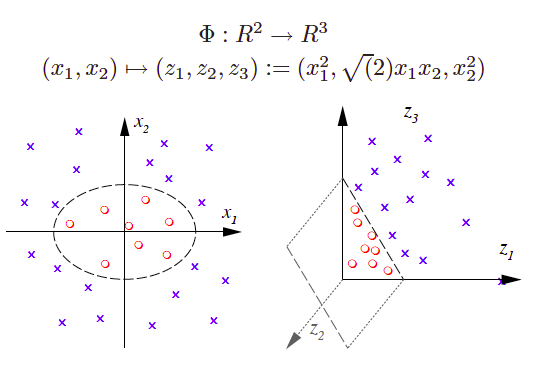 Φ : R² → R³
(x₁, x₂) ↦ (z₁, z₂, z₃) := (x₁², √(2)x₁x₂, x₂²)
x₂
x₁
z₃
z₁
z₂